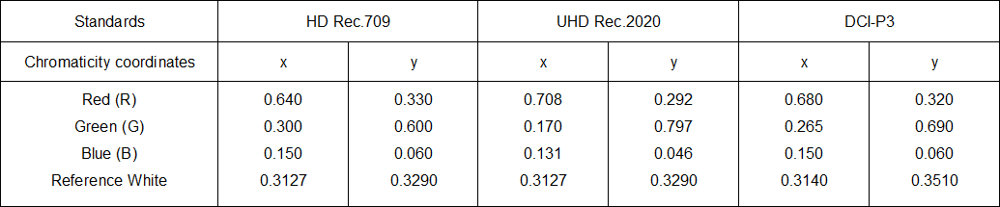 Standards HD Rec.709 UHD Rec.2020 DCI-P3
Chromaticity coordinates x y x y x y
Red (R) 0.640 0.330 0.708 0.292 0.680 0.320
Green (G) 0.300 0.600 0.170 0.797 0.265 0.690
Blue (B) 0.150 0.060 0.131 0.046 0.150 0.060
Reference White 0.3127 0.3290 0.3127 0.3290 0.3140 0.3510